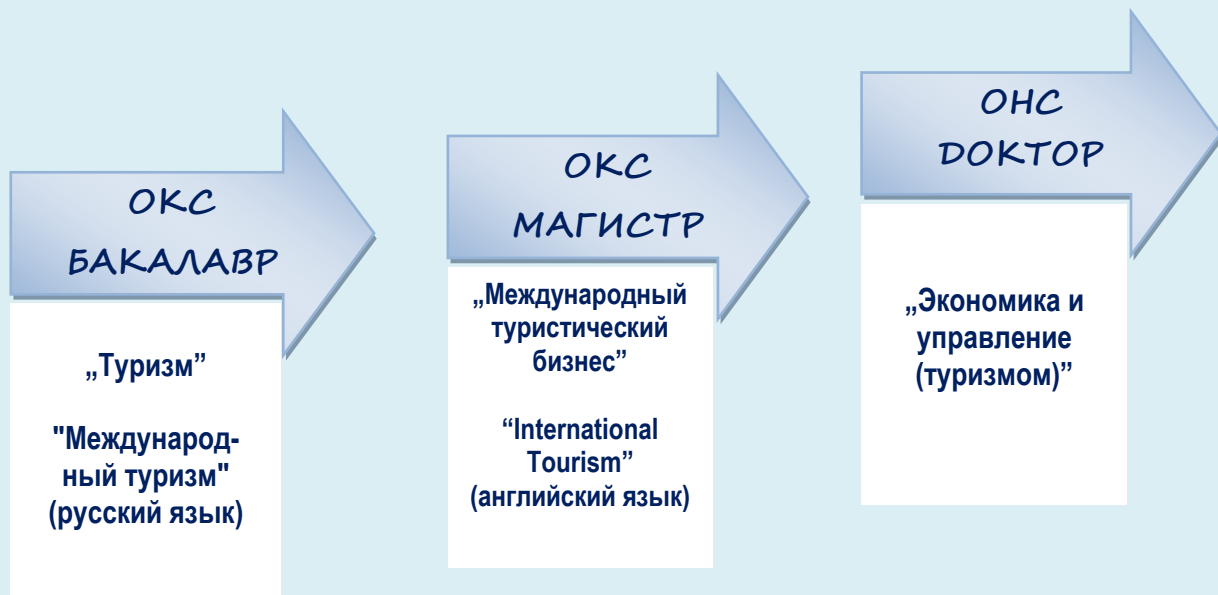 ОКС
БАКАЛАВР
„Туризм”
"Международ-
ный туризм"
(русский язык)
ОКС
МАГИСТР
„Международный
туристический
бизнес”
“International
Tourism”
(английский язык)
ОНС
ДОКТОР
„Экономика и
управление
(туризмом)”